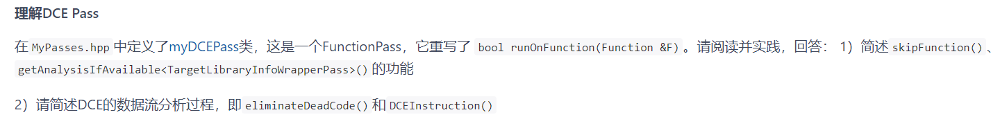 理解DCE Pass
在 MyPasses.hpp 中定义了myDCEPass类，这是一个FunctionPass，它重写了 bool runOnFunction(Function &F)。请阅读并实践，回答： 1）简述 skipFunction()、
getAnalysisIfAvailable<TargetLibraryInfoWrapperPass>() 的功能
2）请简述DCE的数据流分析过程，即 eliminateDeadCode() 和 DCEInstruction()